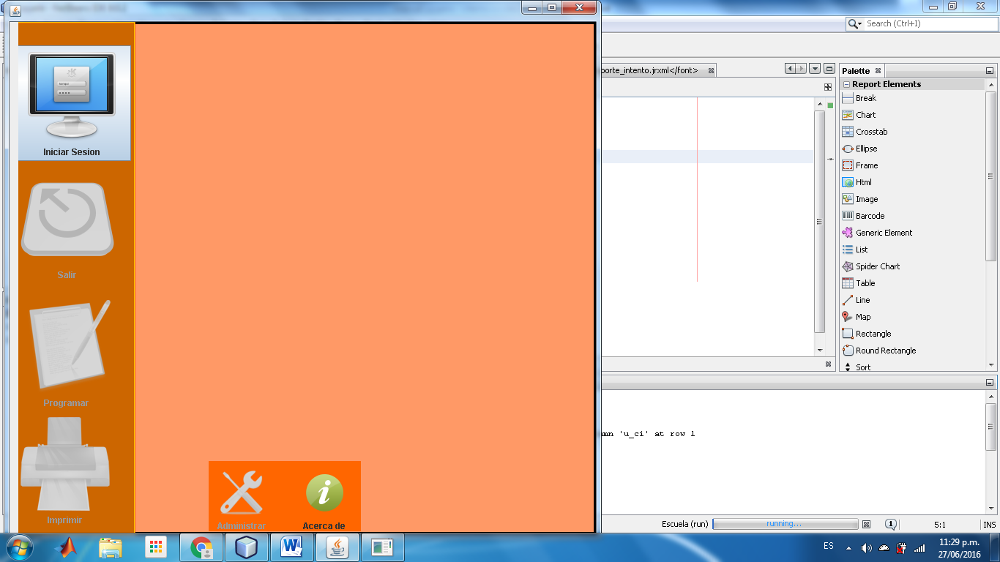 Iniciar Sesion
Salir
Programar
Imprimir
Administrar
Acerca de
Search (Ctrl+I)
porte_intento.jrxml</font>
Palette
Report Elements
Break
Chart
Crosstab
Ellipse
Frame
Html
Image
Barcode
Generic Element
List
Spider Chart
Table
Line
Map
Rectangle
Round Rectangle
Sort
umn 'u_ci' at row 1
Escuela (run)
running...
1
5:1
INS
ES
11:29 p.m.
27/06/2016